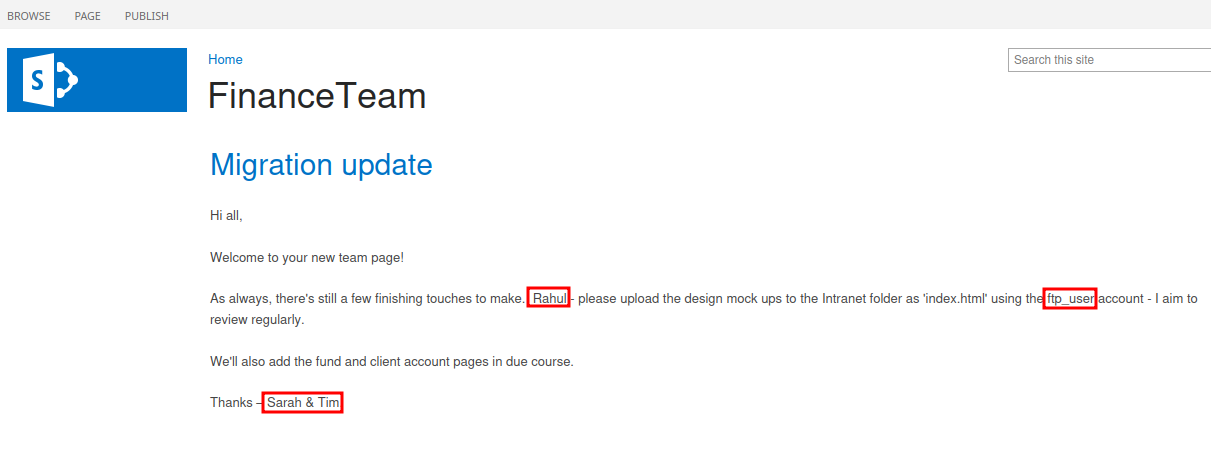 BROWSE PAGE PUBLISH
S
Home
Search this site
FinanceTeam
Migration update
Hi all,
Welcome to your new team page!
As always, there's still a few finishing touches to make. Rahul - please upload the design mock ups to the Intranet folder as 'index.html' using the ftp_user account - I aim to
review regularly.
We'll also add the fund and client account pages in due course.
Thanks – Sarah & Tim